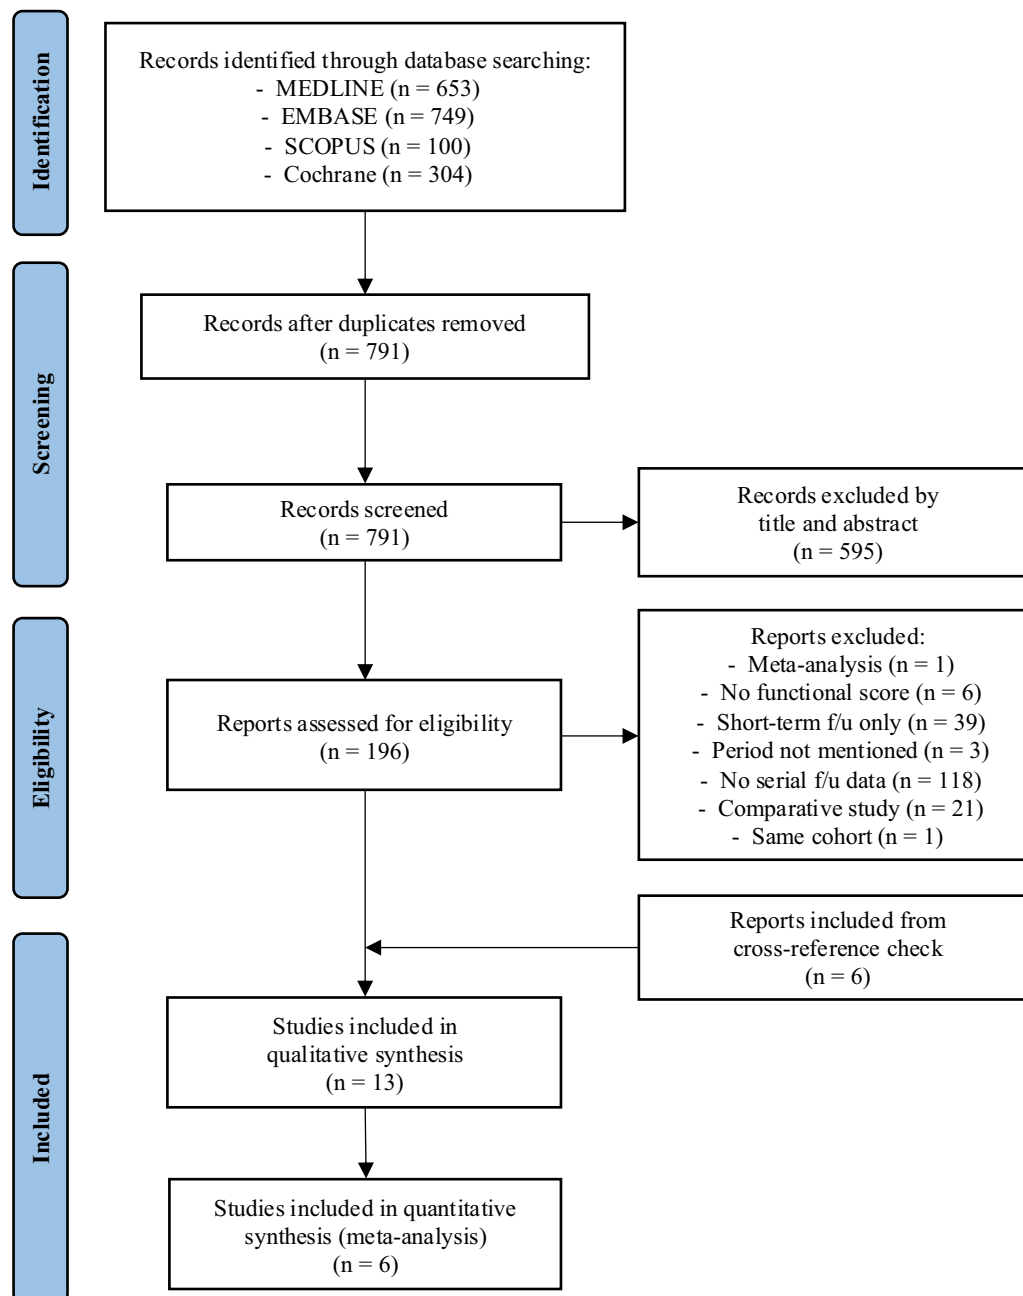 Identification
Records identified through database searching:
- MEDLINE (n = 653)
- EMBASE (n = 749)
- SCOPUS (n = 100)
- Cochrane (n = 304)
Screening
Records after duplicates removed
(n = 791)
Records screened
(n = 791)
Records excluded by
title and abstract
(n = 595)
Eligibility
Reports assessed for eligibility
(n = 196)
Reports excluded:
- Meta-analysis (n = 1)
- No functional score (n = 6)
- Short-term f/u only (n = 39)
- Period not mentioned (n = 3)
- No serial f/u data (n = 118)
- Comparative study (n = 21)
- Same cohort (n = 1)
Reports included from
cross-reference check
(n = 6)
Included
Studies included in
qualitative synthesis
(n = 13)
Studies included in quantitative
synthesis (meta-analysis)
(n = 6)